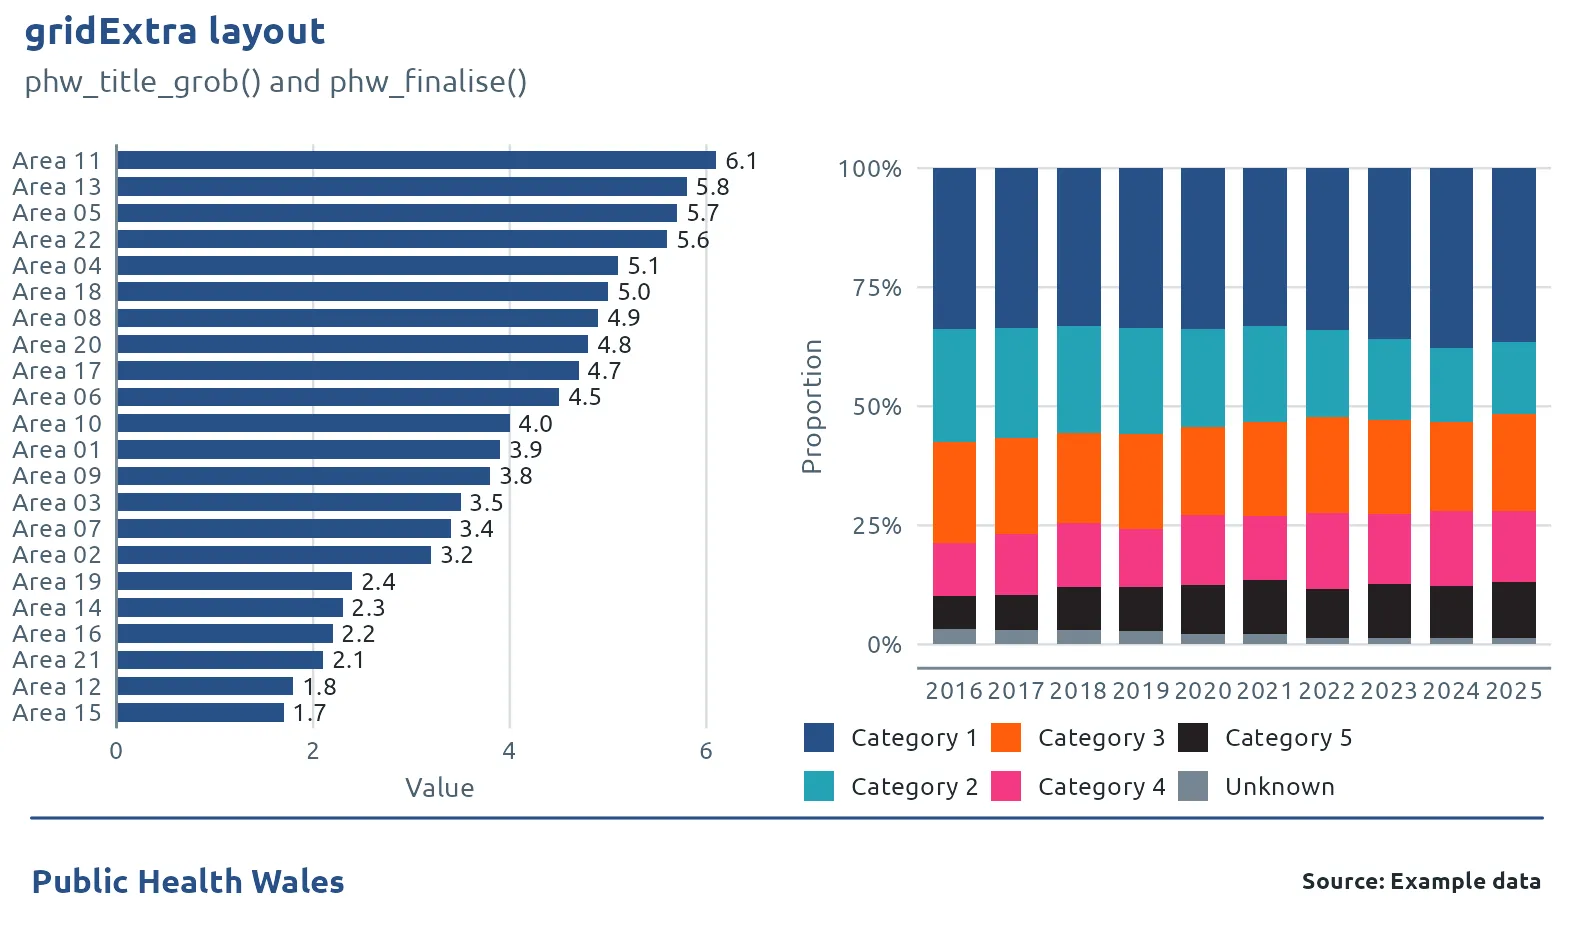 gridExtra layout
phw_title_grob() and phw_finalise()
Area 11 6.1
Area 13 5.8
Area 05 5.7
Area 22 5.6
Area 04 5.1
Area 18 5.0
Area 08 4.9
Area 20 4.8
Area 17 4.7
Area 06 4.5
Area 10 4.0
Area 01 3.9
Area 09 3.8
Area 03 3.5
Area 07 3.4
Area 02 3.2
Area 19 2.4
Area 14 2.3
Area 16 2.2
Area 21 2.1
Area 12 1.8
Area 15 1.7
0 2 4 6
Value
Proportion
100%
75%
50%
25%
0%
2016 2017 2018 2019 2020 2021 2022 2023 2024 2025
Category 1 Category 3 Category 5
Category 2 Category 4 Unknown
Public Health Wales
Source: Example data